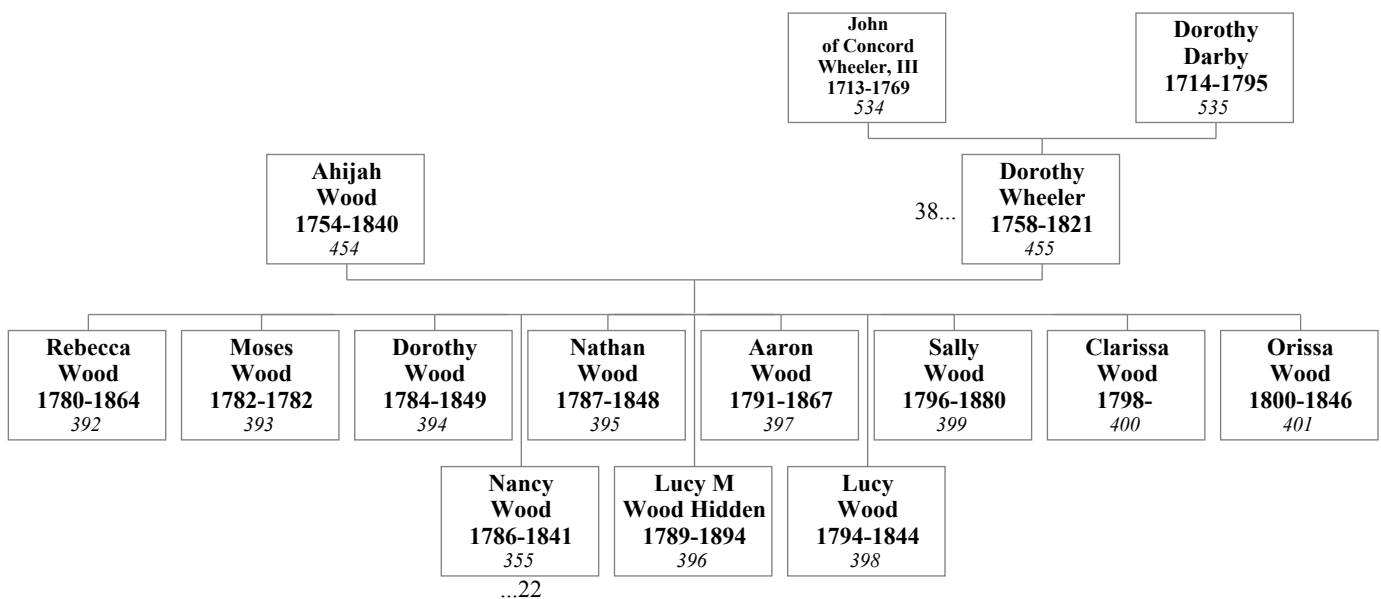 John
of Concord
Wheeler, III
1713-1769
534
Dorothy
Darby
1714-1795
535
Ahijah
Wood
1754-1840
454
38...
Dorothy
Wheeler
1758-1821
455
Rebecca
Wood
1780-1864
392
Moses
Wood
1782-1782
393
Dorothy
Wood
1784-1849
394
Nathan
Wood
1787-1848
395
Aaron
Wood
1791-1867
397
Sally
Wood
1796-1880
399
Clarissa
Wood
1798-
400
Orissa
Wood
1800-1846
401
Nancy
Wood
1786-1841
355
...22
Lucy M
Wood Hidden
1789-1894
396
Lucy
Wood
1794-1844
398